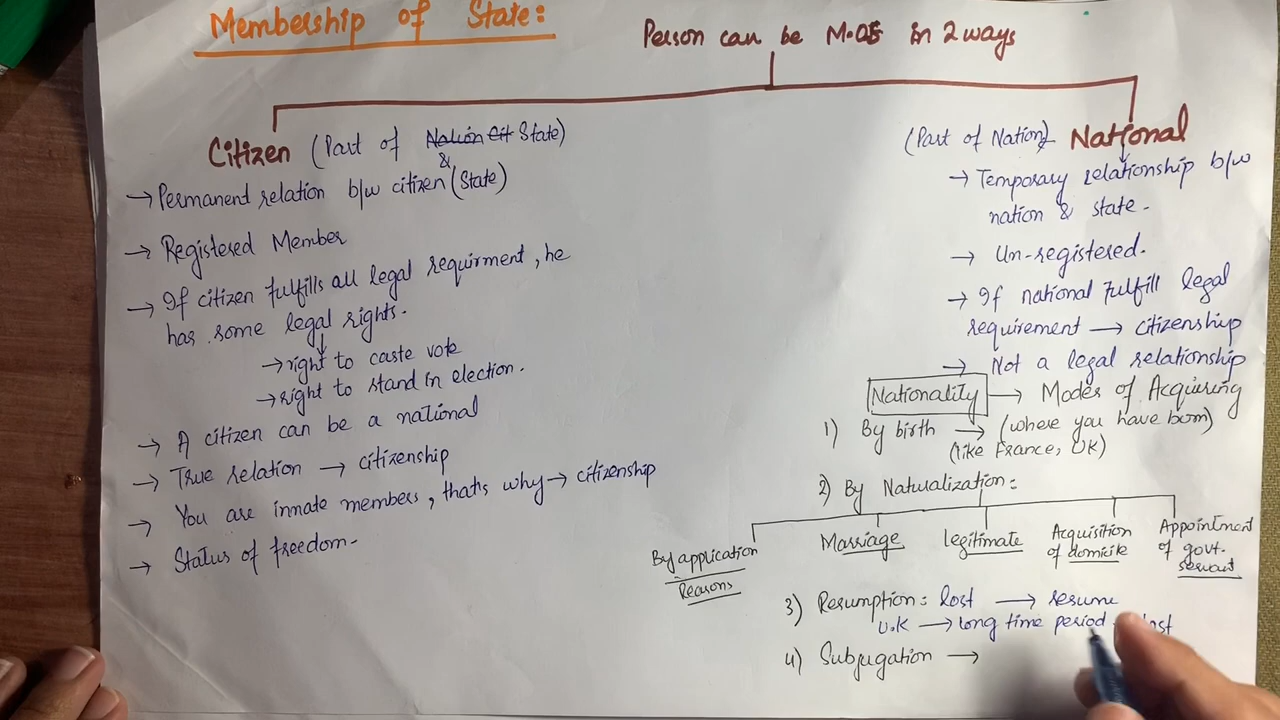 Membership of State:
Person can be M.OS in 2 ways
Citizen (Part of Nation Cit State)
→ Permanent relation b/w citizen & (State)
→ Registered Member
→ If citizen fulfills all legal requirment, he
has some legal rights.
→ right to caste vote
→ right to stand in election.
→ A citizen can be a national
→ True relation → citizenship
→ You are innate members, that's why → citizenship
→ Status of freedom.
(Part of Nation) National
→ Temporary relationship b/w
nation & state.
→ Un-registered.
→ If national fulfill legal
requirement → citizenship
→ Not a legal relationship
Nationality → Modes of Acquiring
1) By birth → (where you have born)
(like France, UK)
2) By Natualization:
By application
Reasons
Marriage
legitimate
Acquisition
of domicile
Appointment
of govt.
servant
3) Resumption: lost → resume
U.K → long time period lost
4) Subjugation →